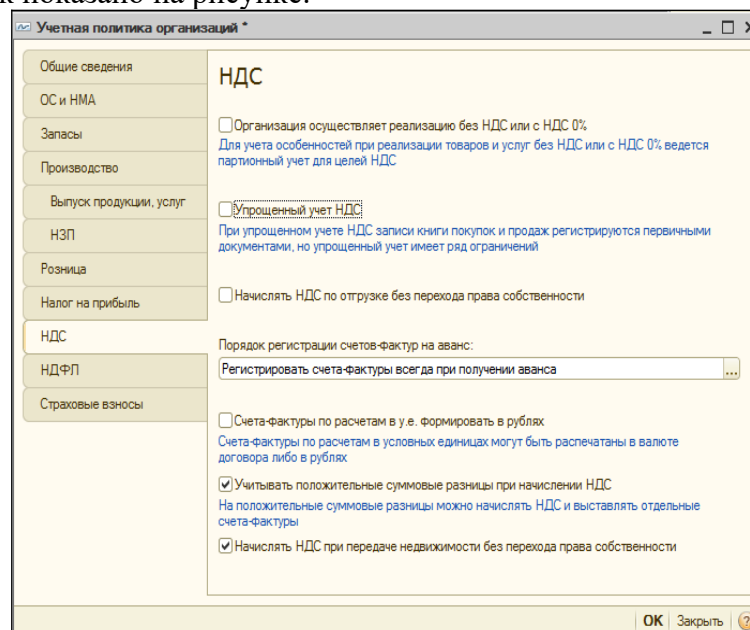 к показано на рисунке.
Учетная политика организаций *
Общие сведения
ОС и НМА
Запасы
Производство
Выпуск продукции, услуг
НЗП
Розница
Налог на прибыль
НДС
НДФЛ
Страховые взносы
НДС
Организация осуществляет реализацию без НДС или с НДС 0%
Для учета особенностей при реализации товаров и услуг без НДС или с НДС 0% ведется
партионный учет для целей НДС
Упрощенный учет НДС
При упрощенном учете НДС записи книги покупок и продаж регистрируются первичными
документами, но упрощенный учет имеет ряд ограничений
Начислять НДС по отгрузке без перехода права собственности
Порядок регистрации счетов-фактур на аванс:
Регистрировать счета-фактуры всегда при получении аванса
...
Счета-фактуры по расчетам в у.е. формировать в рублях
Счета-фактуры по расчетам в условных единицах могут быть распечатаны в валюте
договора либо в рублях
Учитывать положительные суммовые разницы при начислении НДС
На положительные суммовые разницы можно начислять НДС и выставлять отдельные
счета-фактуры
Начислять НДС при передаче недвижимости без перехода права собственности
ОК Закрыть ?